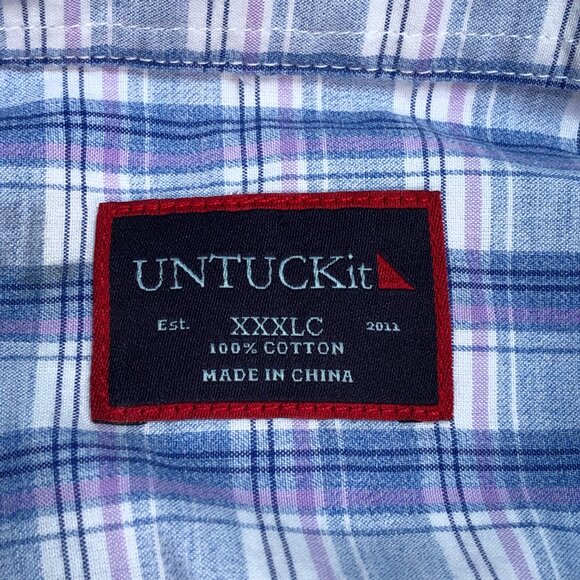 UNTUCKit
Est. XXXLC 2011
100% COTTON
MADE IN CHINA